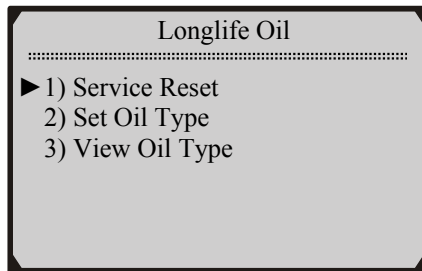 Longlife Oil
►1) Service Reset
2) Set Oil Type
3) View Oil Type